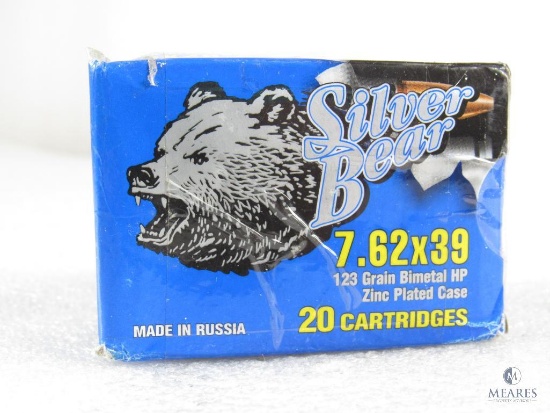 Silver
Bear
7.62x39
123 Grain Bimetal HP
Zinc Plated Case
MADE IN RUSSIA
20 CARTRIDGES
MEARES